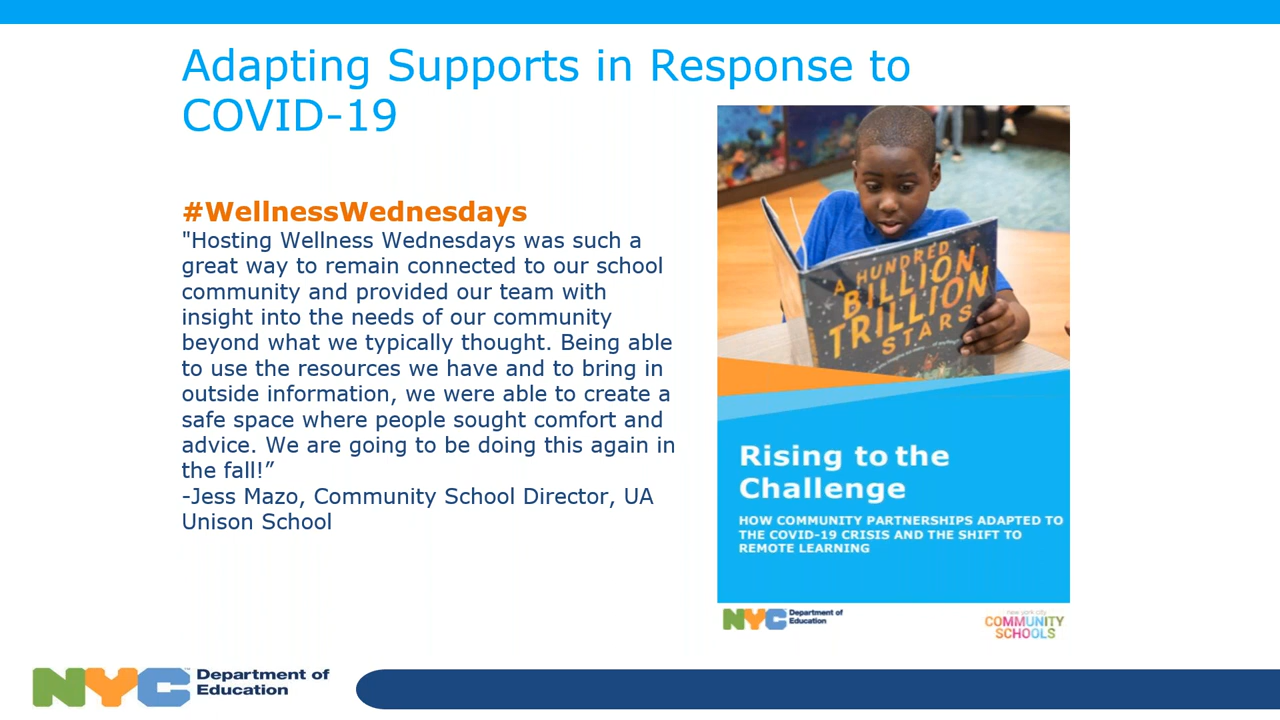 Adapting Supports in Response to
COVID-19
#WellnessWednesdays
"Hosting Wellness Wednesdays was such a
great way to remain connected to our school
community and provided our team with
insight into the needs of our community
beyond what we typically thought. Being able
to use the resources we have and to bring in
outside information, we were able to create a
safe space where people sought comfort and
advice. We are going to be doing this again in
the fall!”
-Jess Mazo, Community School Director, UA
Unison School
A HUNDRED
BILLION
TRILLION
STARS
Rising to the
Challenge
HOW COMMUNITY PARTNERSHIPS ADAPTED TO
THE COVID-19 CRISIS AND THE SHIFT TO
REMOTE LEARNING
NYC Department of
Education
new york city
COMMUNITY
SCHOOLS
NYC™ Department of
Education